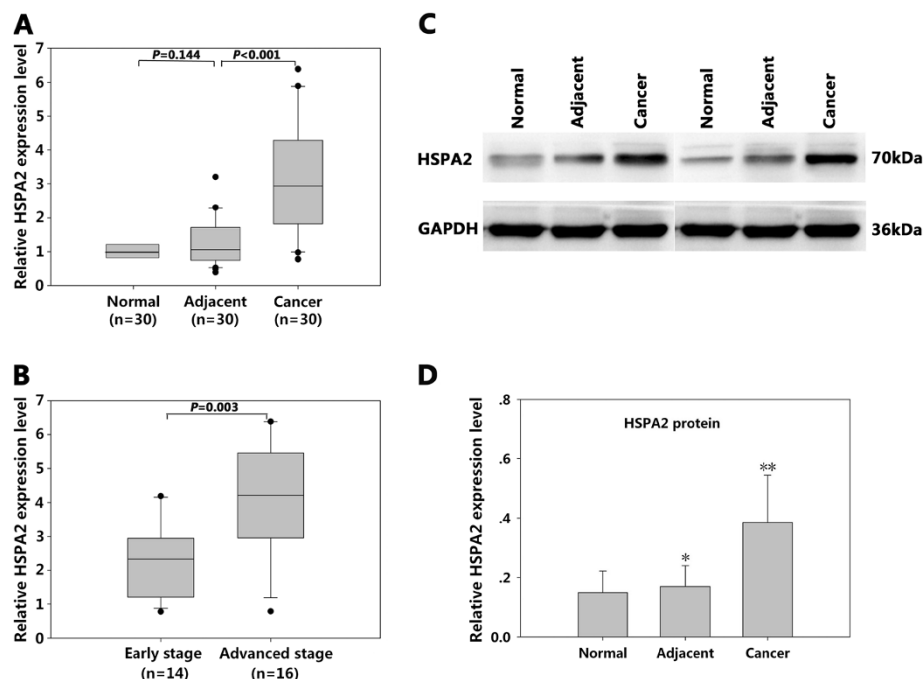 A
Relative HSPA2 expression level
7
6
5
4
3
2
1
0
P=0.144
P<0.001
Normal
(n=30)
Adjacent
(n=30)
Cancer
(n=30)
C
Normal
Adjacent
Cancer
Normal
Adjacent
Cancer
HSPA2
70kDa
GAPDH
36kDa
B
Relative HSPA2 expression level
7
6
5
4
3
2
1
0
P=0.003
Early stage
(n=14)
Advanced stage
(n=16)
D
Relative HSPA2 expression level
.8
.6
.4
.2
0.0
HSPA2 protein
*
**
Normal
Adjacent
Cancer